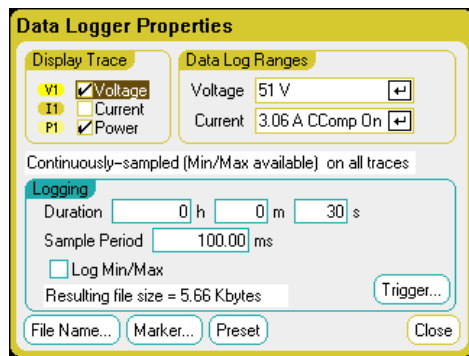 Data Logger Properties
Display Trace
V1 Voltage
I1 Current
P1 Power
Data Log Ranges
Voltage 51 V
Current 3.06 A CComp On
Continuously-sampled (Min/Max available) on all traces
Logging
Duration 0 h 0 m 30 s
Sample Period 100.00 ms
Log Min/Max
Resulting file size = 5.66 Kbytes
Trigger...
File Name... Marker... Preset Close